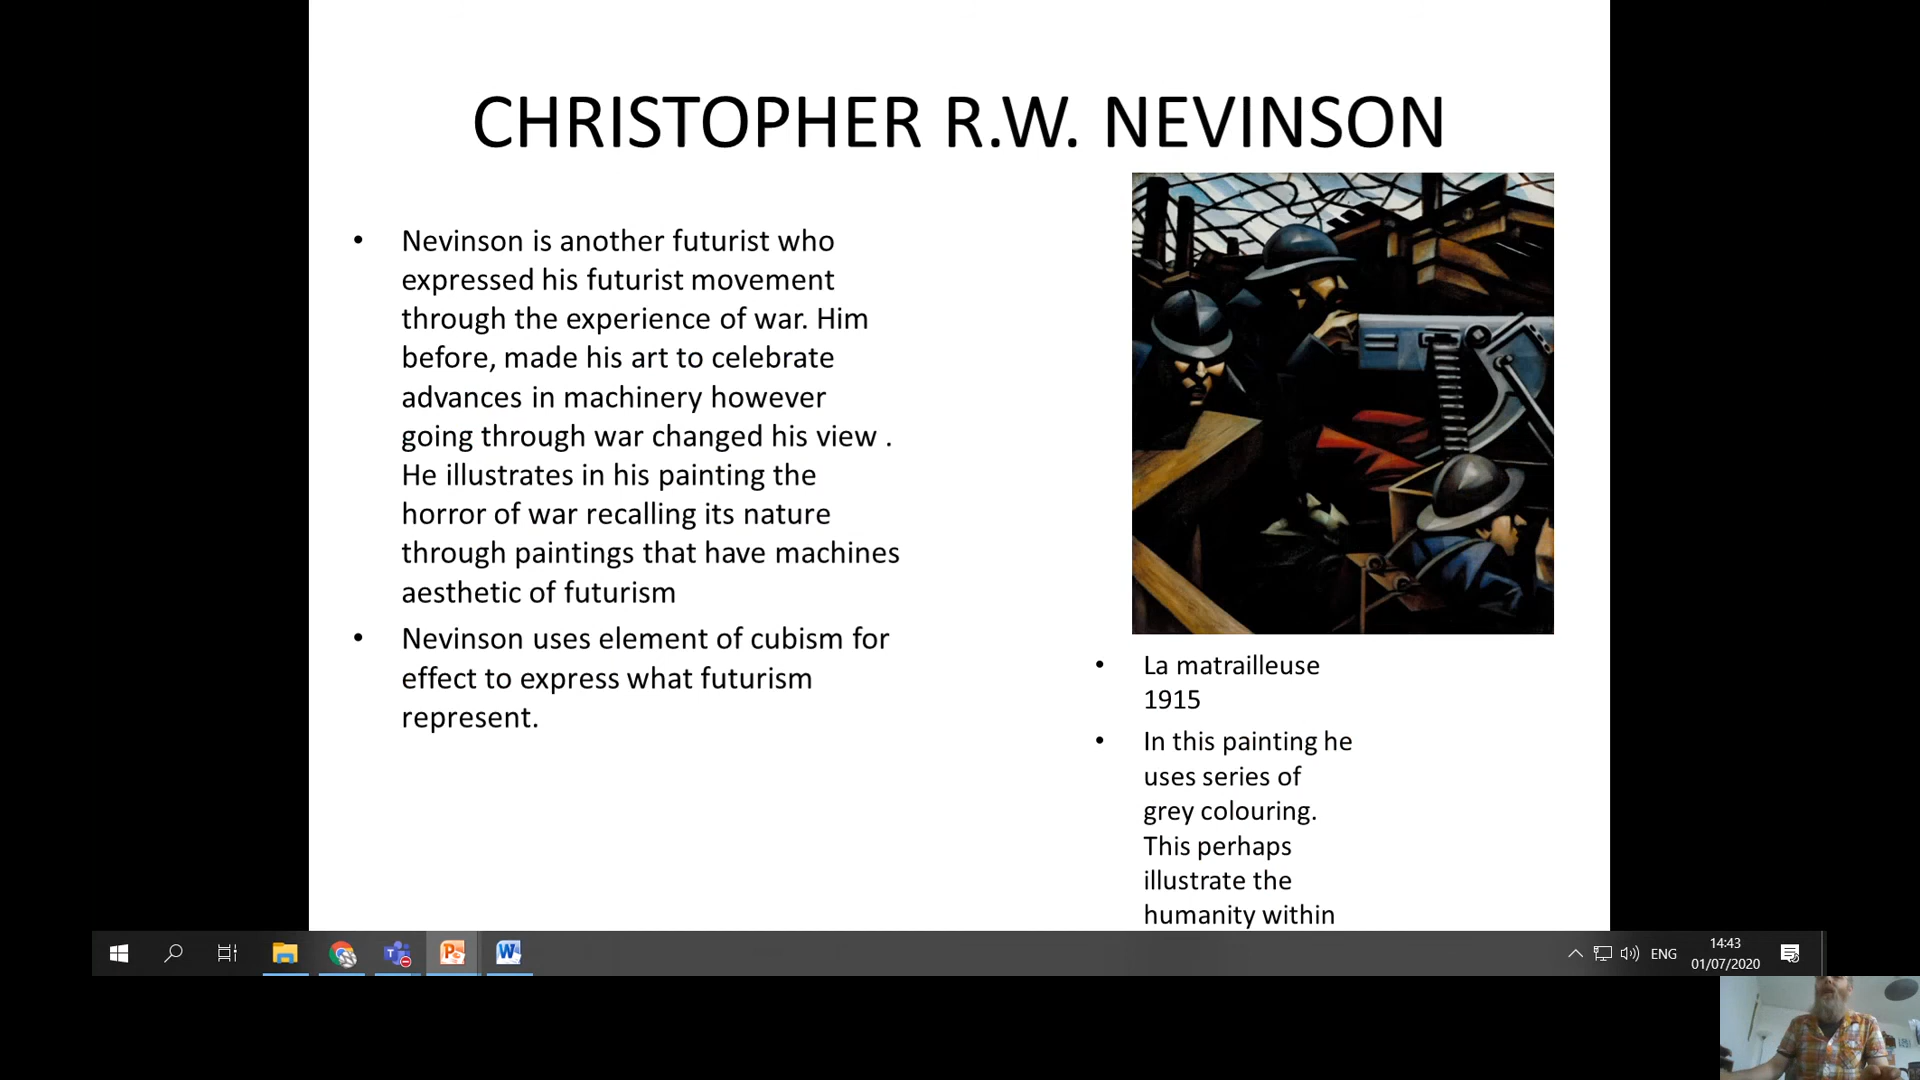 CHRISTOPHER R.W. NEVINSON
• Nevinson is another futurist who
expressed his futurist movement
through the experience of war. Him
before, made his art to celebrate
advances in machinery however
going through war changed his view .
He illustrates in his painting the
horror of war recalling its nature
through paintings that have machines
aesthetic of futurism
• Nevinson uses element of cubism for
effect to express what futurism
represent.
• La matrailleuse
1915
• In this painting he
uses series of
grey colouring.
This perhaps
illustrate the
humanity within
ENG
14:43
01/07/2020